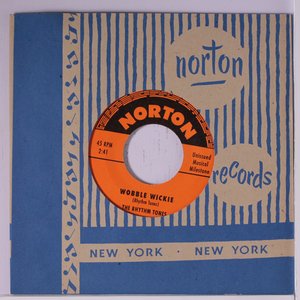 norton
NORTON
45 RPM
2:41
Unissued
Musical
Milestone
records
WOBBLE WICKIE
(Rhythm Tones)
THE RHYTHM TONES
NEW YORK · NEW YORK